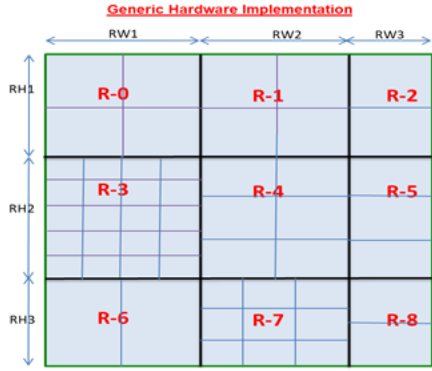 Generic Hardware Implementation
RW1 RW2 RW3
RH1 R-0 R-1 R-2
RH2 R-3 R-4 R-5
RH3 R-6 R-7 R-8